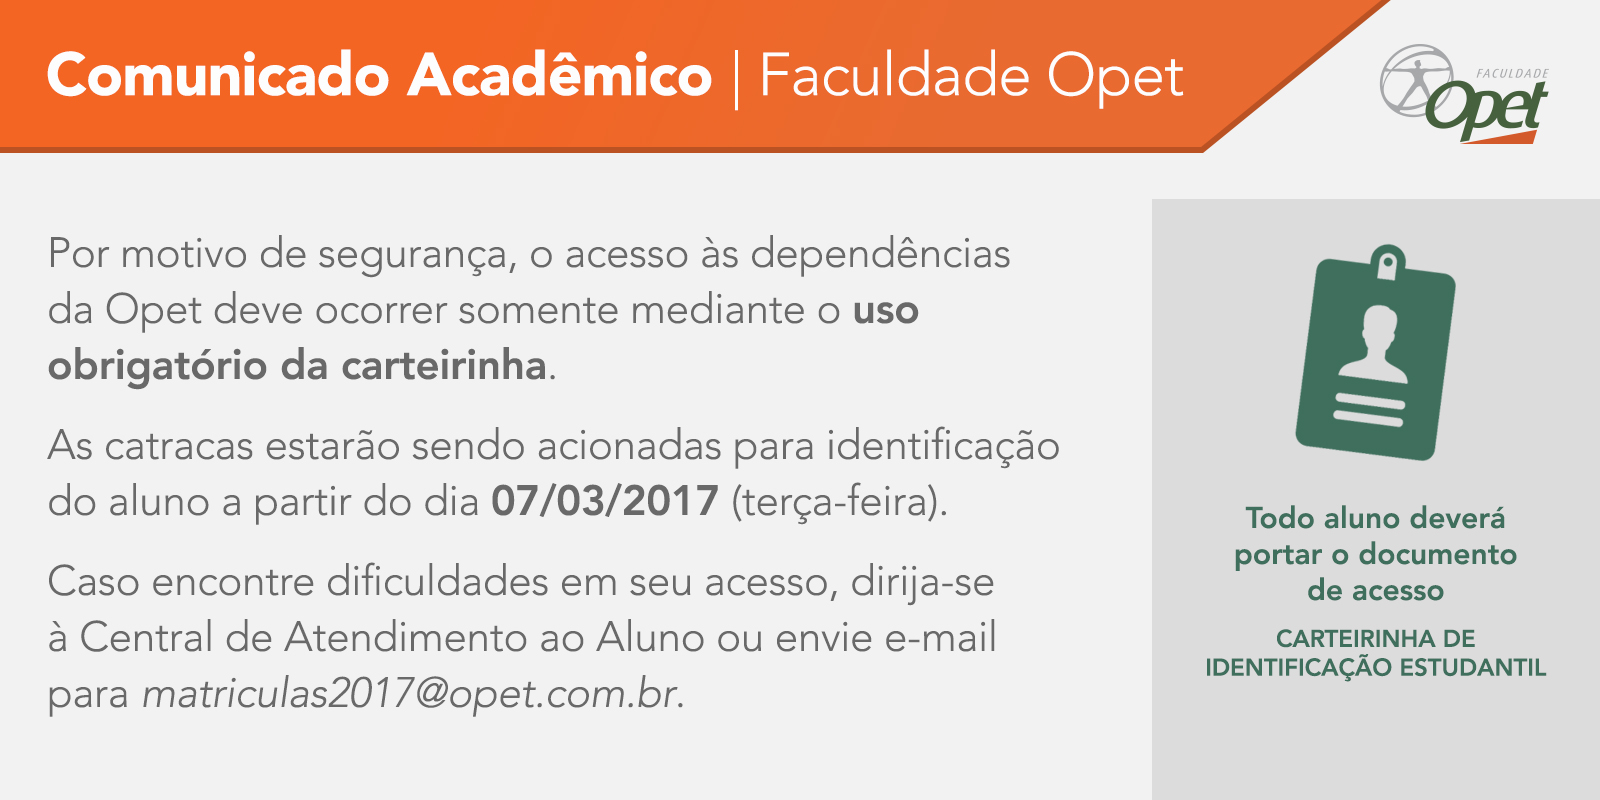 Comunicado Acadêmico | Faculdade Opet
FACULDADE
Opet
Por motivo de segurança, o acesso às dependências
da Opet deve ocorrer somente mediante o uso
obrigatório da carteirinha.
As catracas estarão sendo acionadas para identificação
do aluno a partir do dia 07/03/2017 (terça-feira).
Caso encontre dificuldades em seu acesso, dirija-se
à Central de Atendimento ao Aluno ou envie e-mail
para matriculas2017@opet.com.br.
Todo aluno deverá
portar o documento
de acesso
CARTEIRINHA DE
IDENTIFICAÇÃO ESTUDANTIL